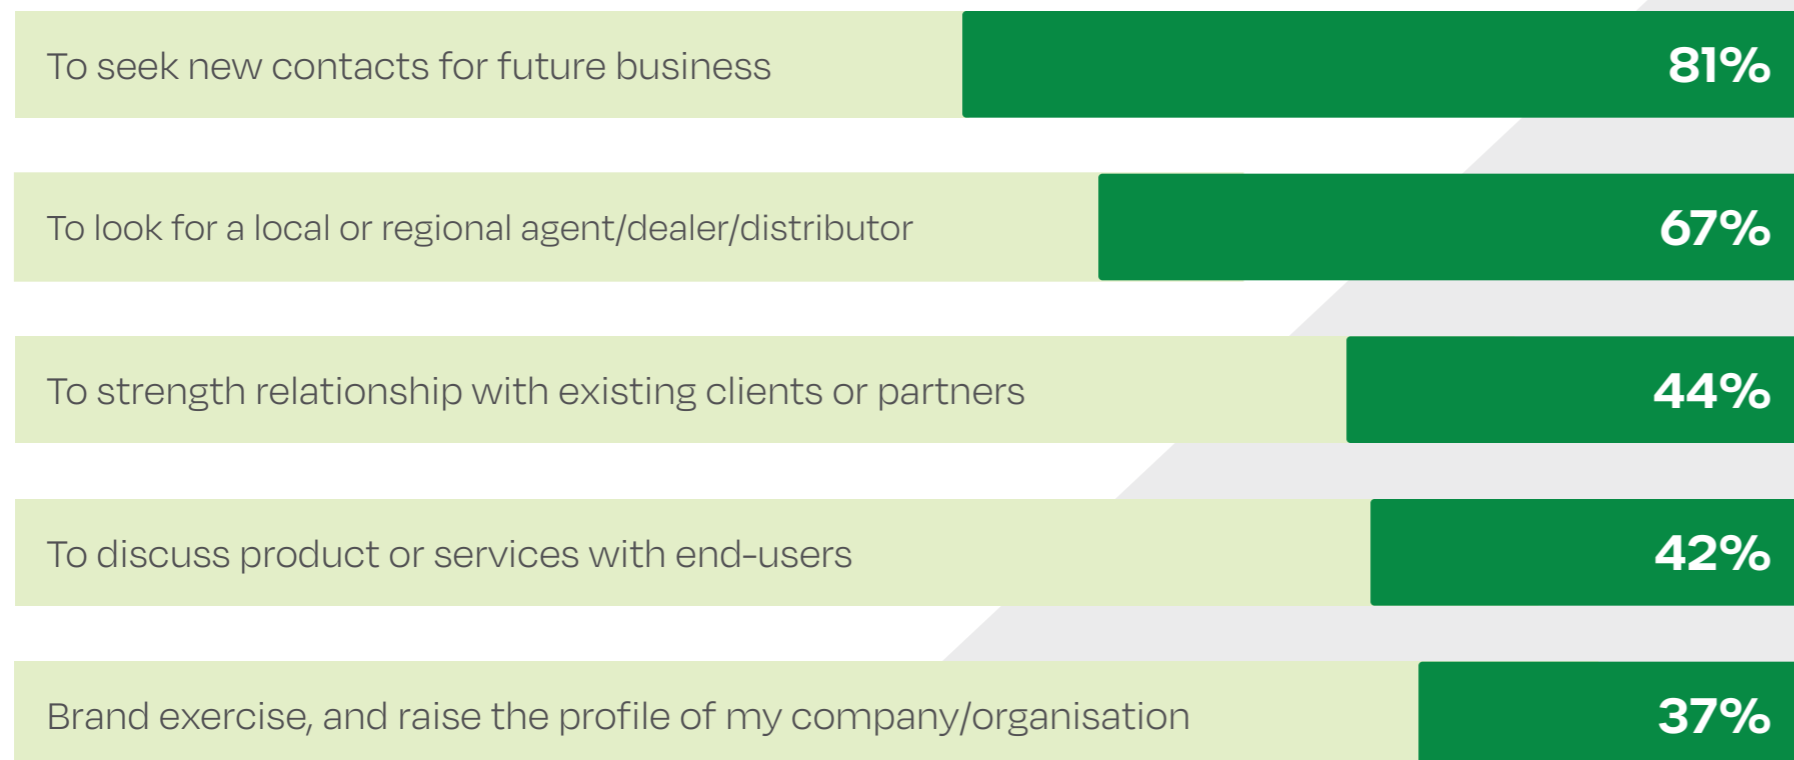 To seek new contacts for future business 81%
To look for a local or regional agent/dealer/distributor 67%
To strength relationship with existing clients or partners 44%
To discuss product or services with end-users 42%
Brand exercise, and raise the profile of my company/organisation 37%